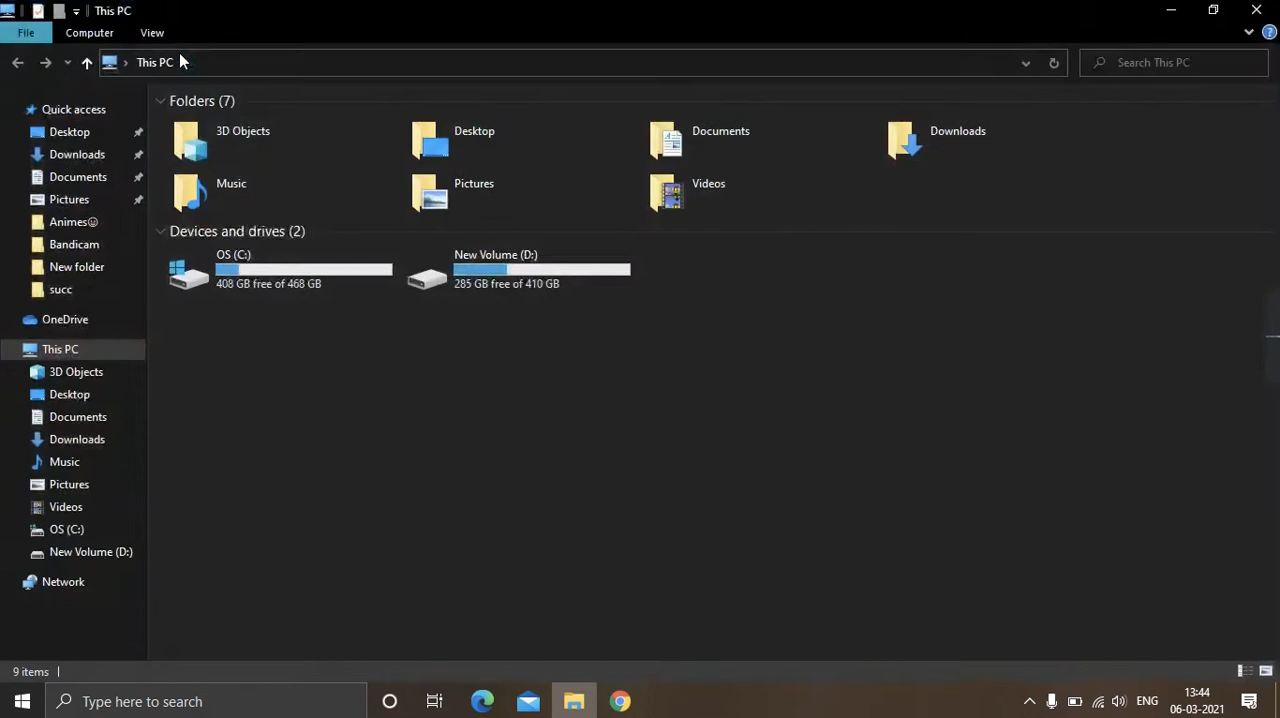 This PC
File
Computer
View
This PC
Search This PC
Quick access
Desktop
Downloads
Documents
Pictures
Animes☺
Bandicam
New folder
succ
OneDrive
This PC
3D Objects
Desktop
Documents
Downloads
Music
Pictures
Videos
OS (C:)
New Volume (D:)
Network
Folders (7)
3D Objects
Desktop
Documents
Downloads
Music
Pictures
Videos
Devices and drives (2)
OS (C:)
408 GB free of 468 GB
New Volume (D:)
285 GB free of 410 GB
9 items
Type here to search
ENG
13:44
06-03-2021